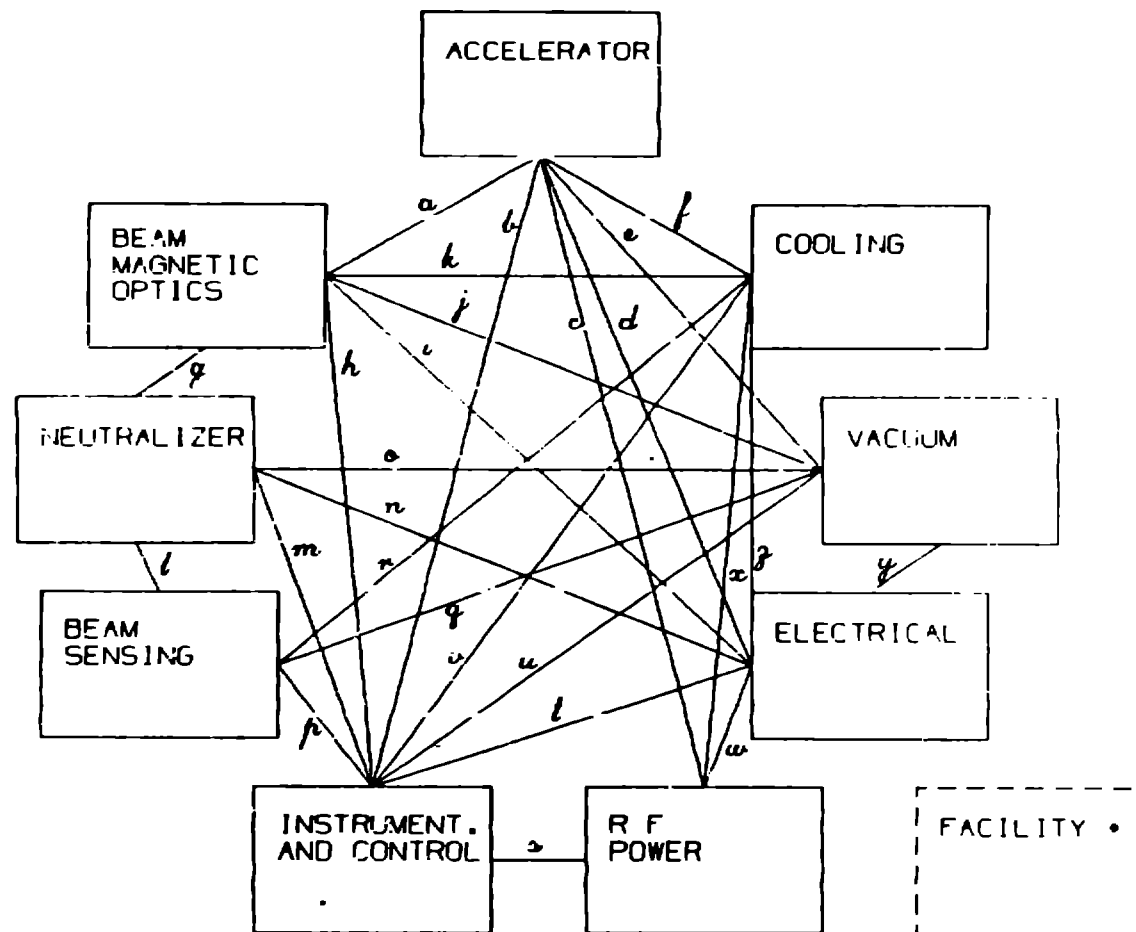 ACCELERATOR
a
b
f
e
BEAM
MAGNETIC
OPTICS
k
COOLING
j
c
d
i
h
g
NEUTRALIZER
o
VACUUM
n
m
l
r
x
z
y
BEAM
SENSING
q
ELECTRICAL
v
u
t
p
w
INSTRUMENT.
AND CONTROL
s
R F
POWER
FACILITY •